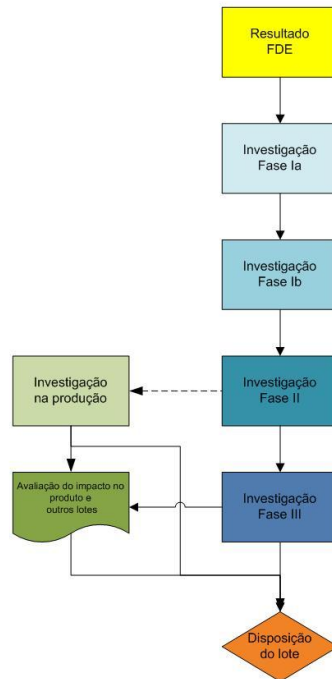 Resultado
FDE
Investigação
Fase Ia
Investigação
Fase Ib
Investigação
na produção
Investigação
Fase II
Avaliação do impacto no
produto e
outros lotes
Investigação
Fase III
Disposição
do lote